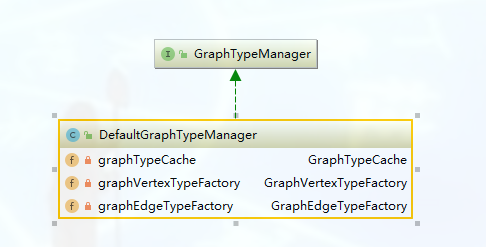 I GraphTypeManager
C DefaultGraphTypeManager
f graphTypeCache GraphTypeCache
f graphVertexTypeFactory GraphVertexTypeFactory
f graphEdgeTypeFactory GraphEdgeTypeFactory